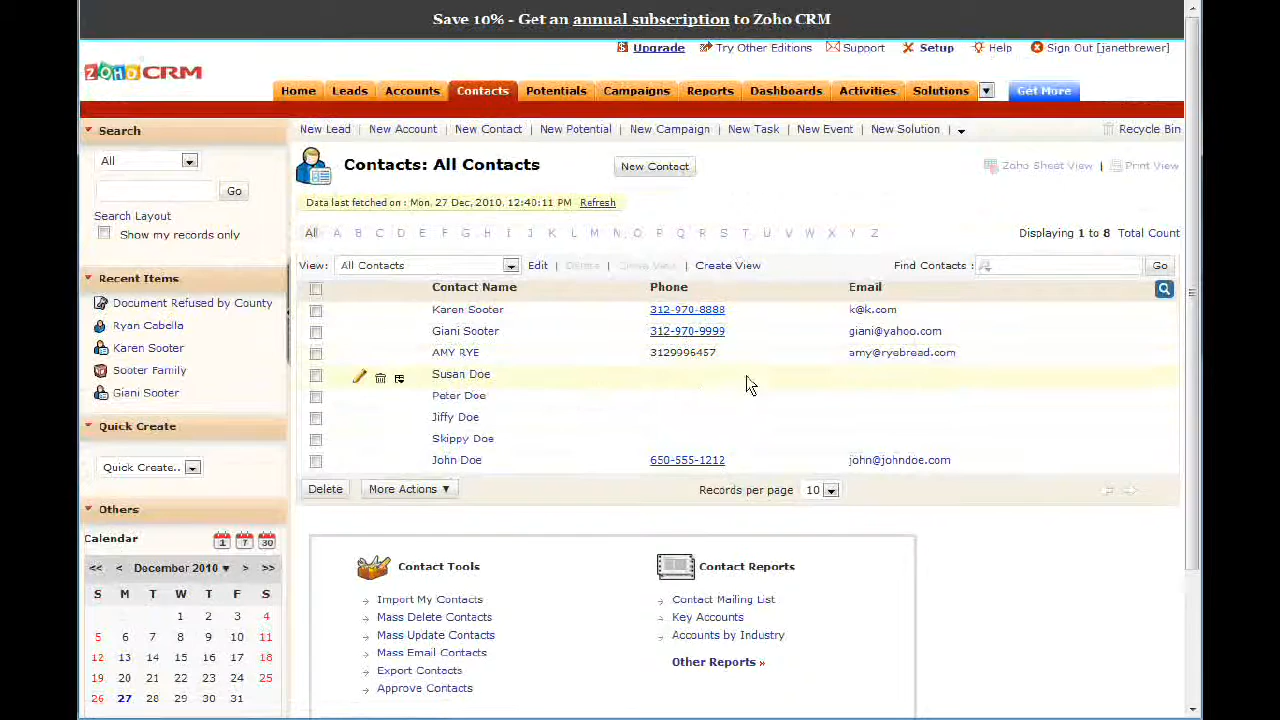 Save 10% - Get an annual subscription to Zoho CRM
Upgrade Try Other Editions Support Setup Help Sign Out [janetbrewer]
ZOHO CRM
Home Leads Accounts Contacts Potentials Campaigns Reports Dashboards Activities Solutions Get More
Search
New Lead | New Account | New Contact | New Potential | New Campaign | New Task | New Event | New Solution
Recycle Bin
All
Go
Search Layout
Show my records only
Contacts: All Contacts
New Contact
Zoho Sheet View | Print View
Data last fetched on : Mon, 27 Dec, 2010, 12:40:11 PM Refresh
All A B C D E F G H I J K L M N O P Q R S T U V W X Y Z
Displaying 1 to 8 Total Count
View: All Contacts Edit | Delete | Clone View | Create View
Find Contacts : Go
Contact Name Phone Email
Karen Sooter 312-970-8888 k@k.com
Giani Sooter 312-970-9999 giani@yahoo.com
AMY RYE 3129996457 amy@ryebread.com
Susan Doe
Peter Doe
Jiffy Doe
Skippy Doe
John Doe 650-555-1212 john@johndoe.com
Delete More Actions Records per page 10
Recent Items
Document Refused by County
Ryan Cabella
Karen Sooter
Sooter Family
Giani Sooter
Quick Create
Quick Create..
Others
Calendar 1 7 30
<< < December 2010 > >>
S M T W T F S
1 2 3 4
5 6 7 8 9 10 11
12 13 14 15 16 17 18
19 20 21 22 23 24 25
26 27 28 29 30 31
Contact Tools
Import My Contacts
Mass Delete Contacts
Mass Update Contacts
Mass Email Contacts
Export Contacts
Approve Contacts
Contact Reports
Contact Mailing List
Key Accounts
Accounts by Industry
Other Reports »